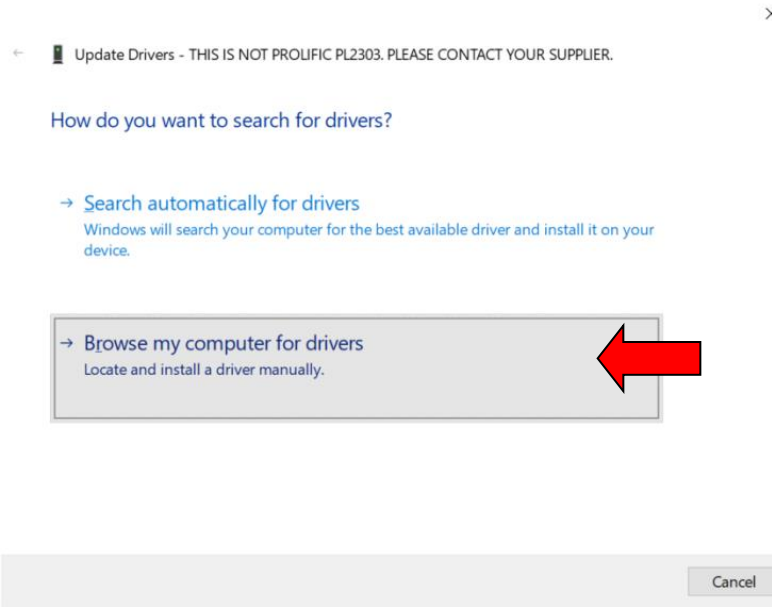 Update Drivers - THIS IS NOT PROLIFIC PL2303. PLEASE CONTACT YOUR SUPPLIER.
How do you want to search for drivers?
→ Search automatically for drivers
Windows will search your computer for the best available driver and install it on your
device.
→ Browse my computer for drivers
Locate and install a driver manually.
Cancel